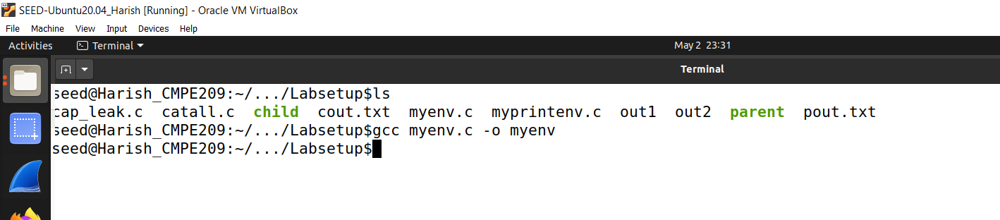 SEED-Ubuntu20.04_Harish [Running] - Oracle VM VirtualBox
File Machine View Input Devices Help
Activities Terminal May 2 23:31
Terminal
seed@Harish_CMPE209:~/.../Labsetup$ls
cap_leak.c catall.c child cout.txt myenv.c myprintenv.c out1 out2 parent pout.txt
seed@Harish_CMPE209:~/.../Labsetup$gcc myenv.c -o myenv
seed@Harish_CMPE209:~/.../Labsetup$